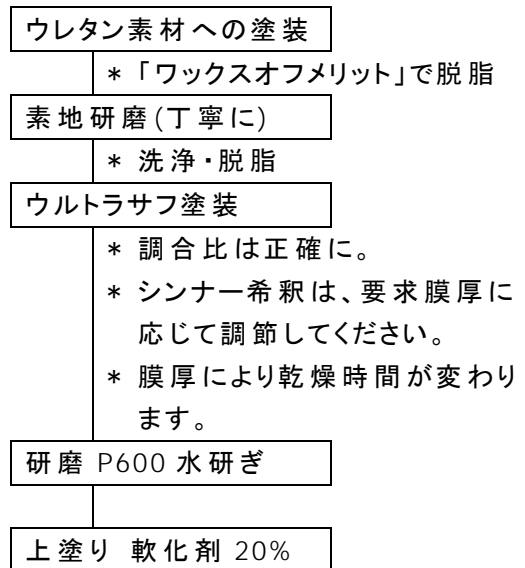 ウレタン素材への塗装
* 「ワックスオフメリット」で脱脂
素地研磨(丁寧に)
* 洗浄・脱脂
ウルトラサフ塗装
* 調合比は正確に。
* シンナー希釈は、要求膜厚に
応じて調節してください。
* 膜厚により乾燥時間が変わり
ます。
研磨 P600 水研ぎ
上塗り 軟化剤 20%